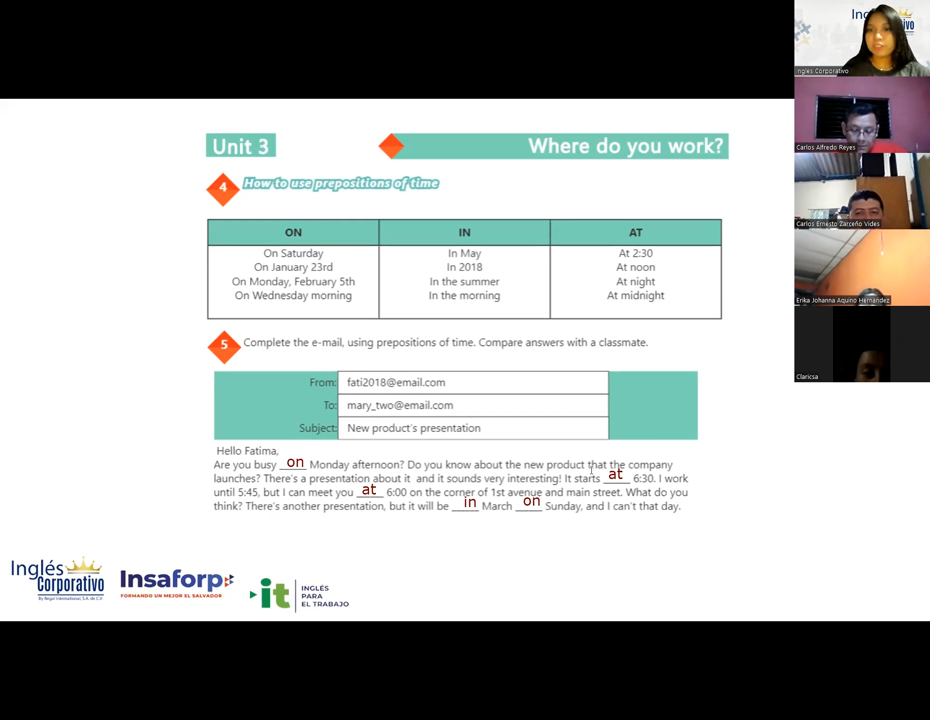 Inglés
Corporativo
Ingles Corporativo
Carlos Alfredo Reyes
Carlos Ernesto Zarceño Vides
Erika Johanna Aquino Hernandez
Claricsa
Unit 3
Where do you work?
4
How to use prepositions of time
ON IN AT
On Saturday In May At 2:30
On January 23rd In 2018 At noon
On Monday, February 5th In the summer At night
On Wednesday morning In the morning At midnight
5
Complete the e-mail, using prepositions of time. Compare answers with a classmate.
From: fati2018@email.com
To: mary_two@email.com
Subject: New product's presentation
Hello Fatima,
Are you busy on Monday afternoon? Do you know about the new product that the company
launches? There's a presentation about it and it sounds very interesting! It starts at 6:30. I work
until 5:45, but I can meet you at 6:00 on the corner of 1st avenue and main street. What do you
think? There's another presentation, but it will be in March on Sunday, and I can't that day.
Inglés
Corporativo
By Regal International, S.A. de C.V.
Insaforp
FORMANDO UN MEJOR EL SALVADOR
it
INGLÉS
PARA
EL TRABAJO